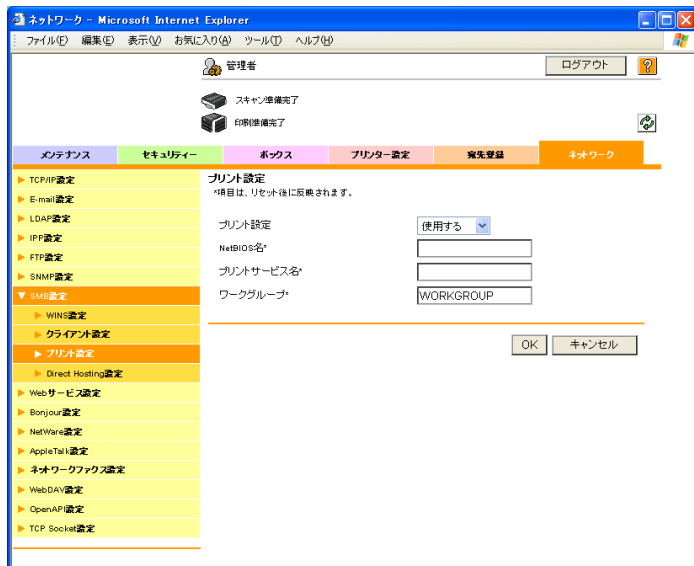 ネットワーク - Microsoft Internet Explorer
ファイル(F) 編集(E) 表示(V) お気に入り(A) ツール(T) ヘルプ(H)
管理者
ログアウト
?
スキャン準備完了
印刷準備完了
メンテナンス セキュリティー ボックス プリンター設定 宛先登録 ネットワーク
TCP/IP設定
E-mail設定
LDAP設定
IPP設定
FTP設定
SNMP設定
SMB設定
WINS設定
クライアント設定
プリント設定
Direct Hosting設定
Webサービス設定
Bonjour設定
NetWare設定
AppleTalk設定
ネットワークファクス設定
WebDAV設定
OpenAPI設定
TCP Socket設定
プリント設定
*項目は、リセット後に反映されます。
プリント設定 使用する
NetBIOS名*
プリントサービス名*
ワークグループ* WORKGROUP
OK キャンセル